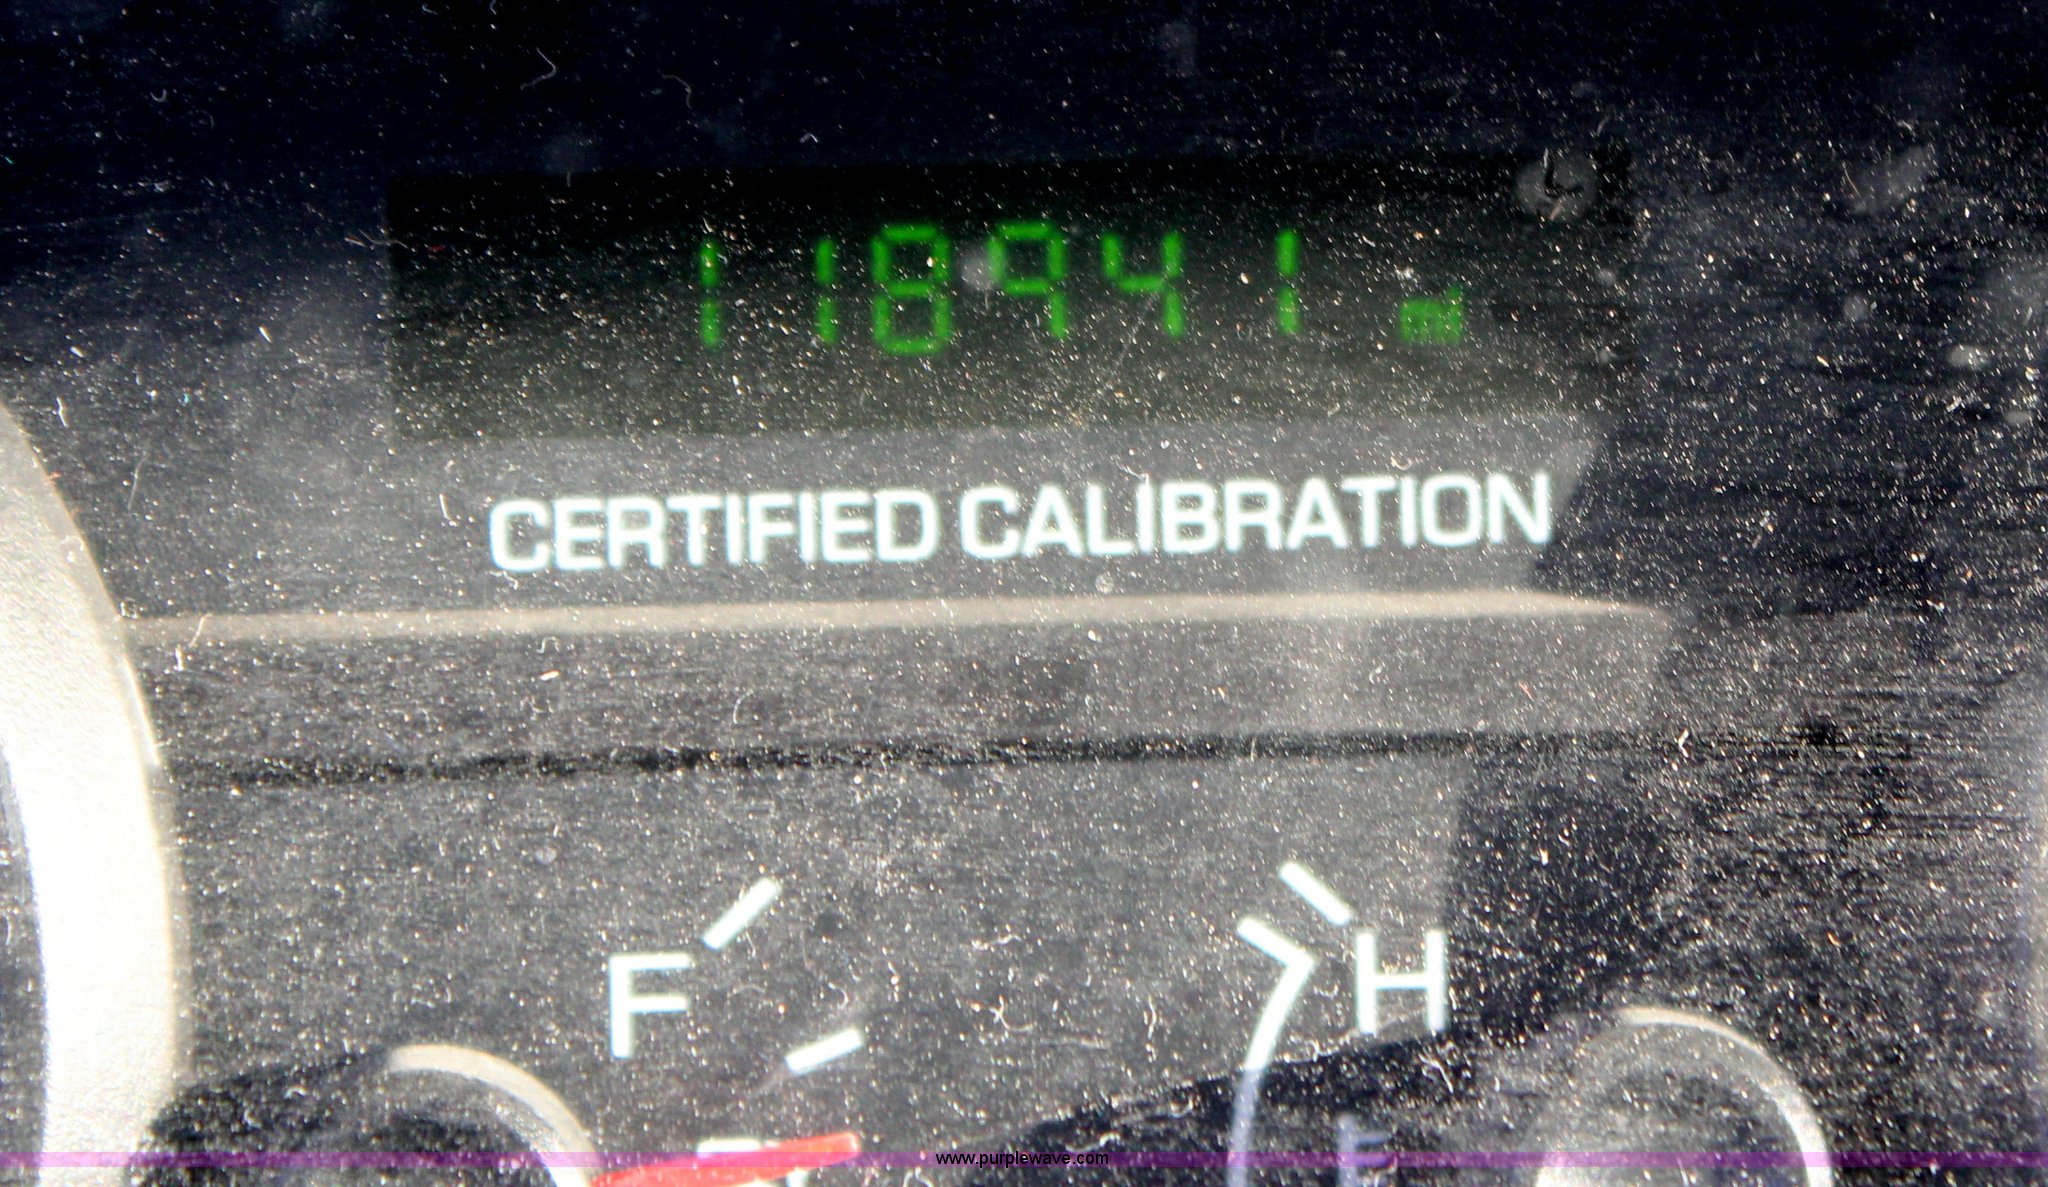 118941 mi
CERTIFIED CALIBRATION
F H
www.purplewave.com